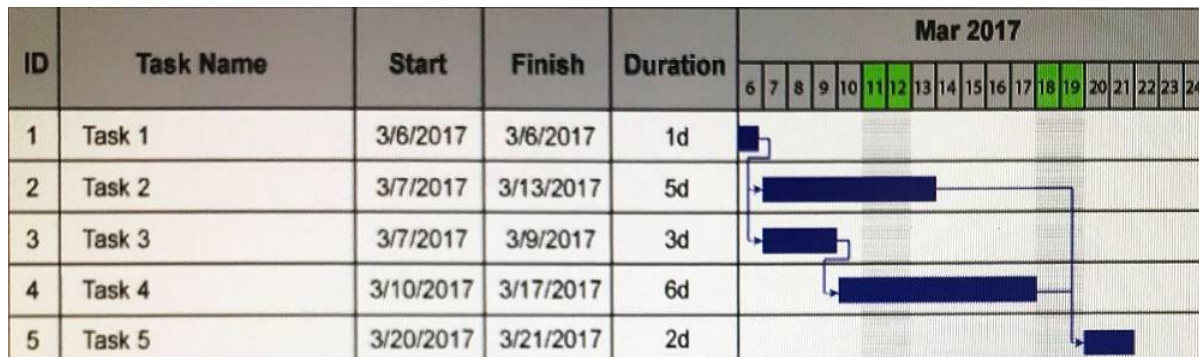 Mar 2017
ID Task Name Start Finish Duration
6 7 8 9 10 11 12 13 14 15 16 17 18 19 20 21 22 23 24
1 Task 1 3/6/2017 3/6/2017 1d
2 Task 2 3/7/2017 3/13/2017 5d
3 Task 3 3/7/2017 3/9/2017 3d
4 Task 4 3/10/2017 3/17/2017 6d
5 Task 5 3/20/2017 3/21/2017 2d